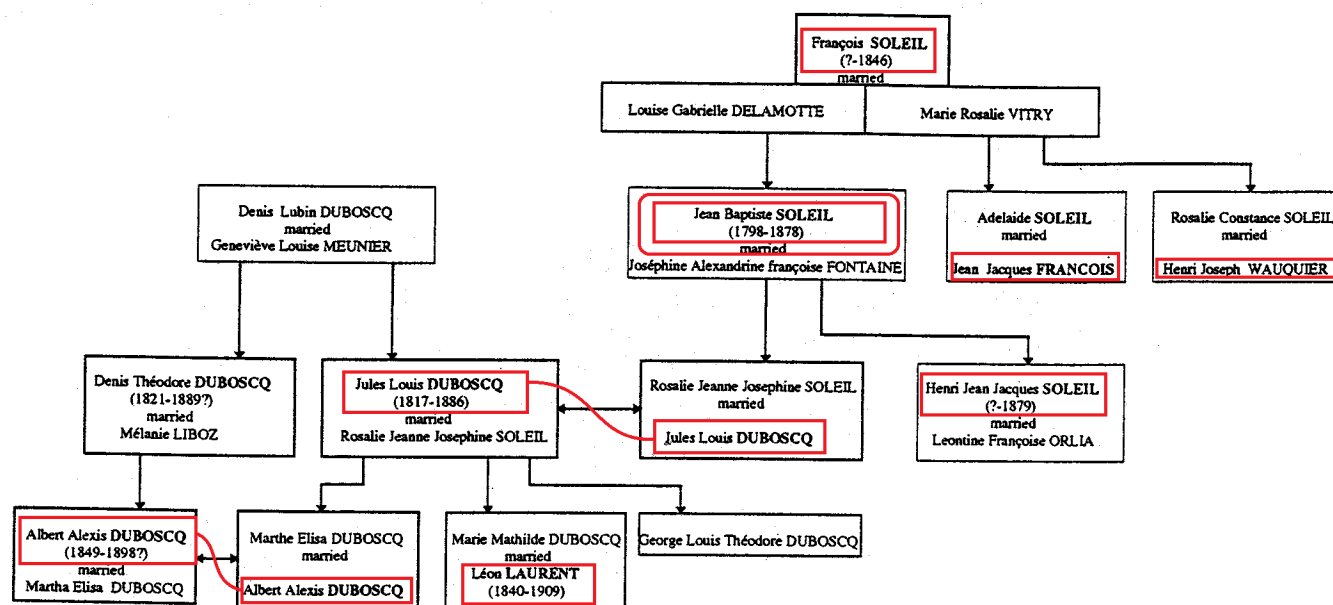 François SOLEIL
(?-1846)
married
Louise Gabrielle DELAMOTTE
Marie Rosalie VITRY
Denis Lubin DUBOSCQ
married
Geneviève Louise MEUNIER
Jean Baptiste SOLEIL
(1798-1878)
married
Joséphine Alexandrine françoise FONTAINE
Adelaide SOLEIL
married
Jean Jacques FRANCOIS
Rosalie Constance SOLEIL
married
Henri Joseph WAUQUIER
Denis Théodore DUBOSCQ
(1821-1889?)
married
Mélanie LIBOZ
Jules Louis DUBOSCQ
(1817-1886)
married
Rosalie Jeanne Josephine SOLEIL
Rosalie Jeanne Josephine SOLEIL
married
Jules Louis DUBOSCQ
Henri Jean Jacques SOLEIL
(?-1879)
married
Leontine Françoise ORLIA
Albert Alexis DUBOSCQ
(1849-1898?)
married
Martha Elisa DUBOSCQ
Marthe Elisa DUBOSCQ
married
Albert Alexis DUBOSCQ
Marie Mathilde DUBOSCQ
married
Léon LAURENT
(1840-1909)
George Louis Théodore DUBOSCQ